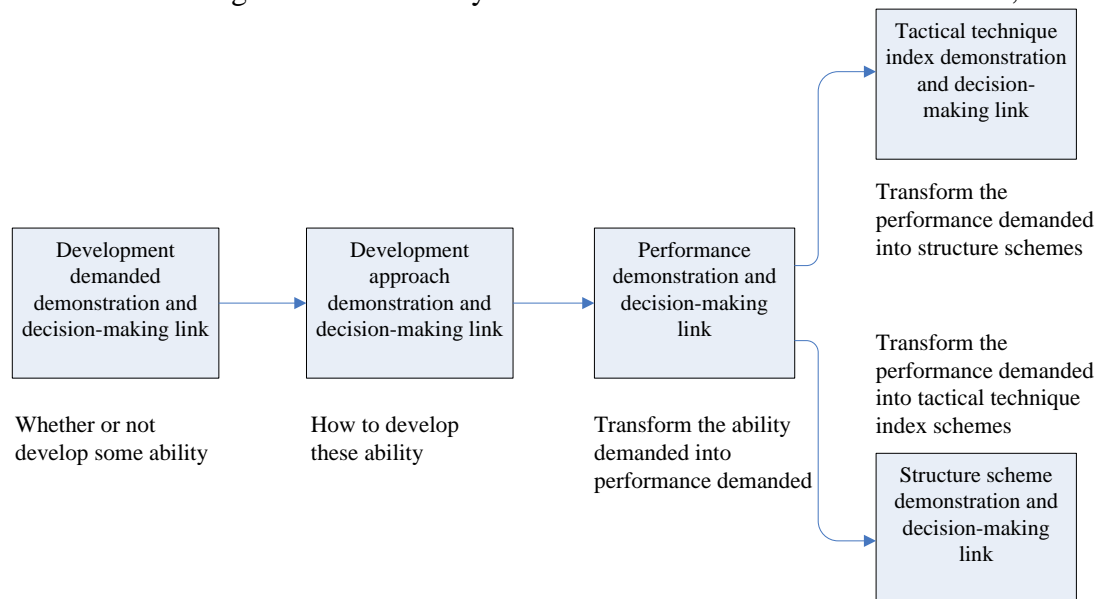 Tactical technique
index demonstration
and decision-
making link
Transform the
performance demanded
into structure schemes
Development
demanded
demonstration and
decision-making link
Development
approach
demonstration and
decision-making link
Performance
demonstration and
decision-making
link
Whether or not
develop some ability
How to develop
these ability
Transform the ability
demanded into
performance demanded
Transform the
performance demanded
into tactical technique
index schemes
Structure scheme
demonstration and
decision-making
link